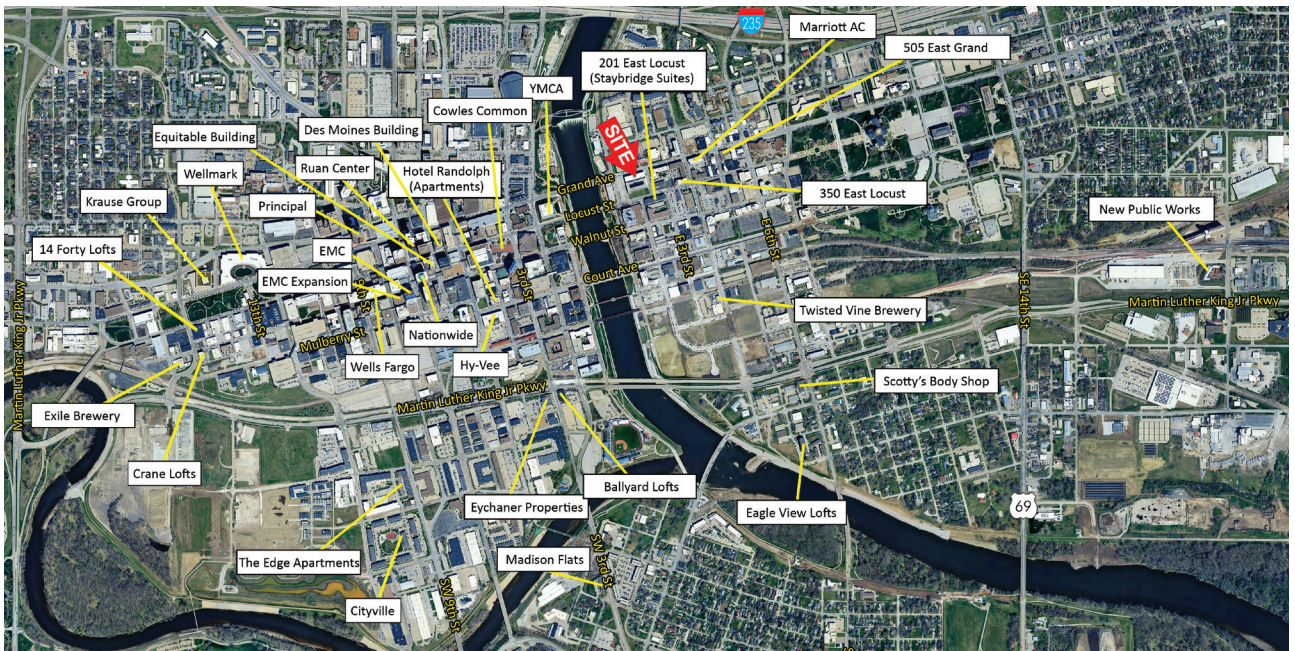 235
Marriott AC
505 East Grand
201 East Locust
(Staybridge Suites)
YMCA
Cowles Common
SITE
Des Moines Building
Equitable Building
Ruan Center
Hotel Randolph
(Apartments)
Wellmark
Grand Ave
350 East Locust
Krause Group
Principal
Locust St
New Public Works
Walnut St
E 6th St
14 Forty Lofts
EMC
E 3rd St
Court Ave
EMC Expansion
9th St
3rd St
SE 14th St
13th St
Martin Luther King Jr Pkwy
Martin Luther King Jr Pkwy
Twisted Vine Brewery
Mulberry St
Nationwide
Wells Fargo
Hy-Vee
Scotty's Body Shop
Martin Luther King Jr Pkwy
Exile Brewery
Crane Lofts
Ballyard Lofts
Eychaner Properties
Eagle View Lofts
69
The Edge Apartments
Madison Flats
SW 3rd St
Cityville
SW 9th St